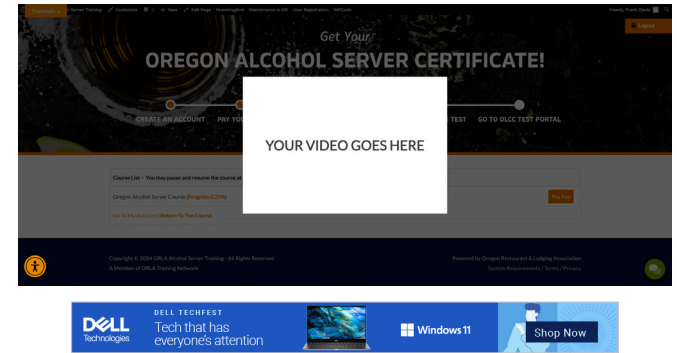 Translate »
Server Training Customize 1 New Edit Page Hummingbird Maintenance is Off User Registration WPCode
Howdy, Frank
Logout
Get Your
OREGON ALCOHOL SERVER CERTIFICATE!
CREATE AN ACCOUNT PAY YOU TEST GO TO OLCC TEST PORTAL
YOUR VIDEO GOES HERE
Course List - You may pause and resume the course at
Oregon Alcohol Server Course (Progress 0.24%)
Pay Fee
Go To My Account | Return To The Course
Copyright © 2024 ORLA Alcohol Server Training - All Rights Reserved
A Member of ORLA Training Network
Powered by Oregon Restaurant & Lodging Association
System Requirements / Terms / Privacy
DELL
Technologies
DELL TECHFEST
Tech that has
everyone's attention
Windows 11
Shop Now